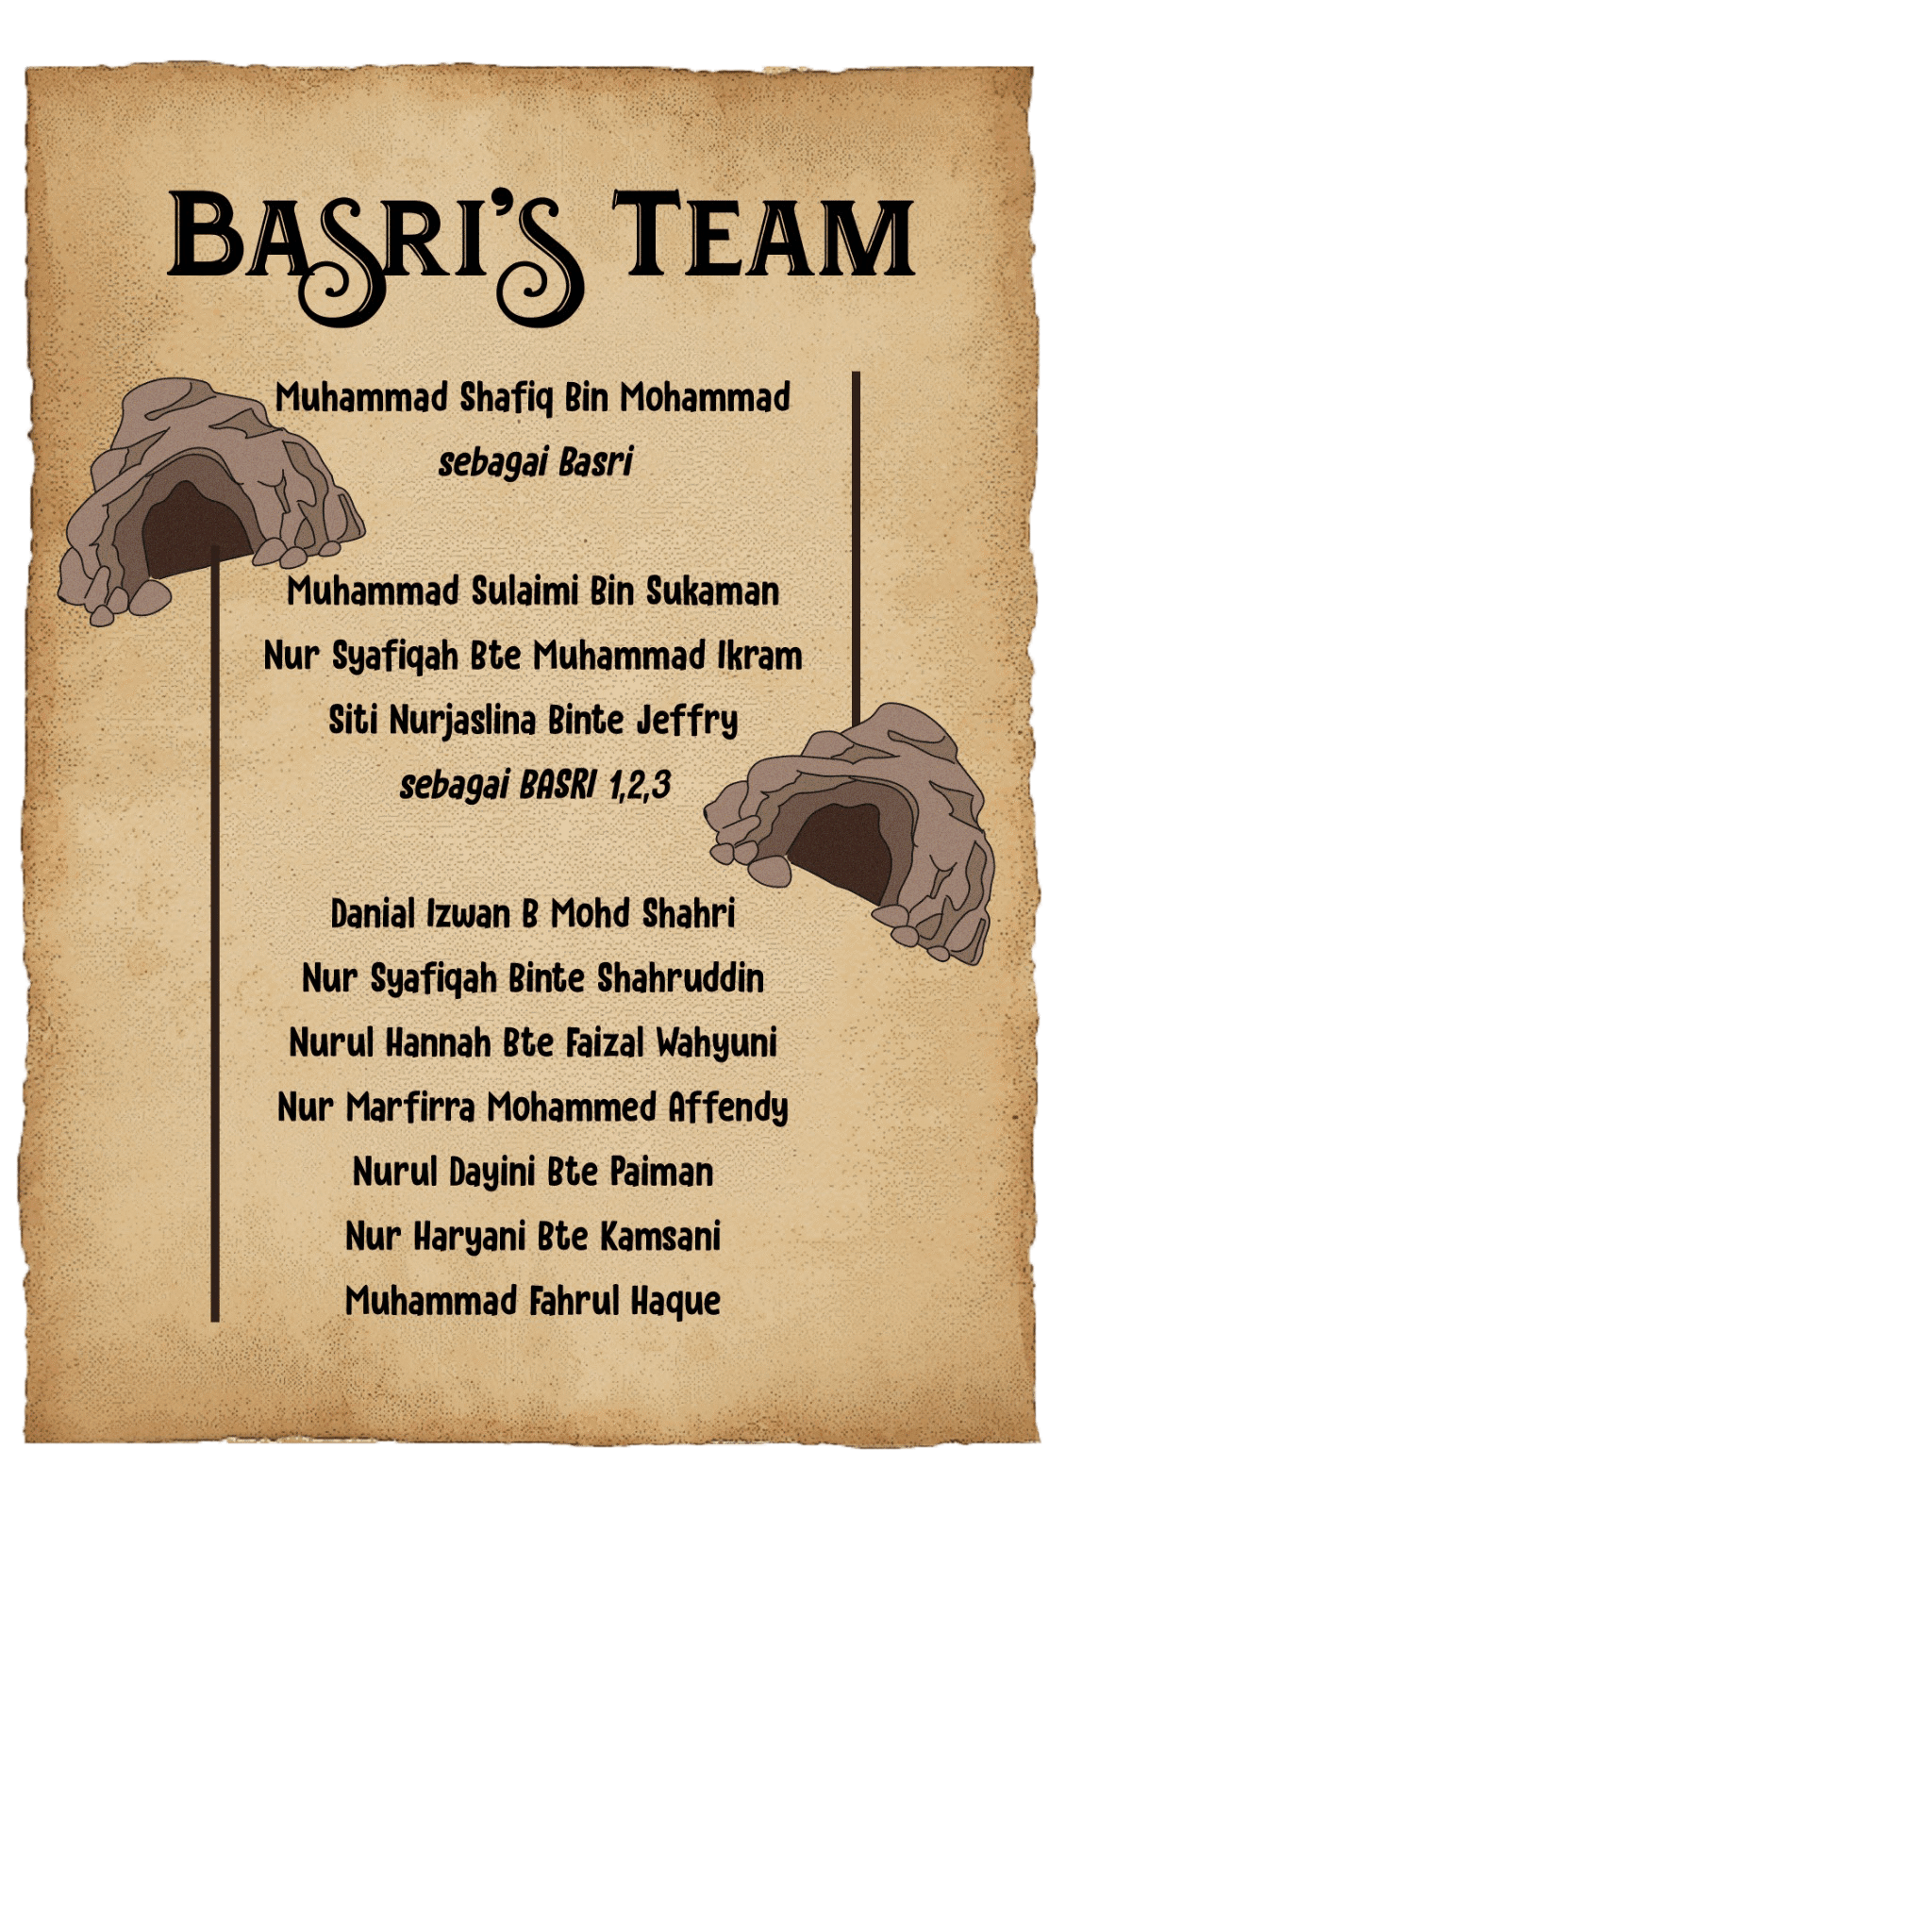 Basri's Team
Muhammad Shafiq Bin Mohammad
sebagai Basri
Muhammad Sulaimi Bin Sukaman
Nur Syafiqah Bte Muhammad Ikram
Siti Nurjaslina Binte Jeffry
sebagai BASRI 1,2,3
Danial Izwan B Mohd Shahri
Nur Syafiqah Binte Shahruddin
Nurul Hannah Bte Faizal Wahyuni
Nur Marfirra Mohammed Affendy
Nurul Dayini Bte Paiman
Nur Haryani Bte Kamsani
Muhammad Fahrul Haque